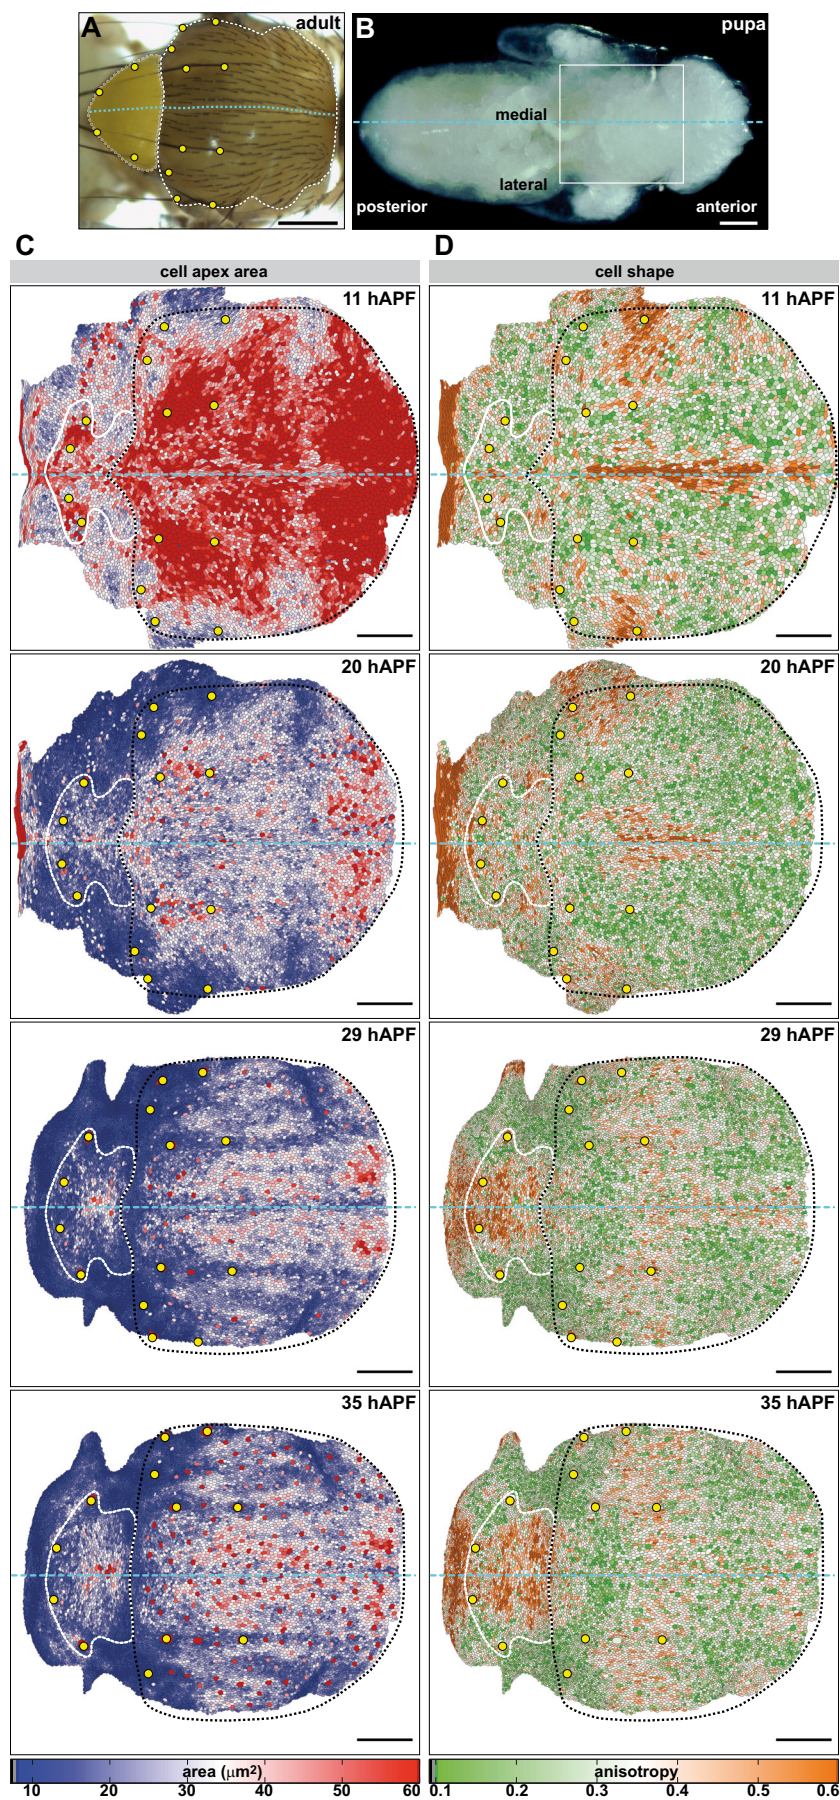 A
adult
B
pupa
medial
lateral
posterior
anterior
C
D
cell apex area
cell shape
11 hAPF
11 hAPF
20 hAPF
20 hAPF
29 hAPF
29 hAPF
35 hAPF
35 hAPF
area (μm²)
10 20 30 40 50 60
anisotropy
0.1 0.2 0.3 0.4 0.5 0.6